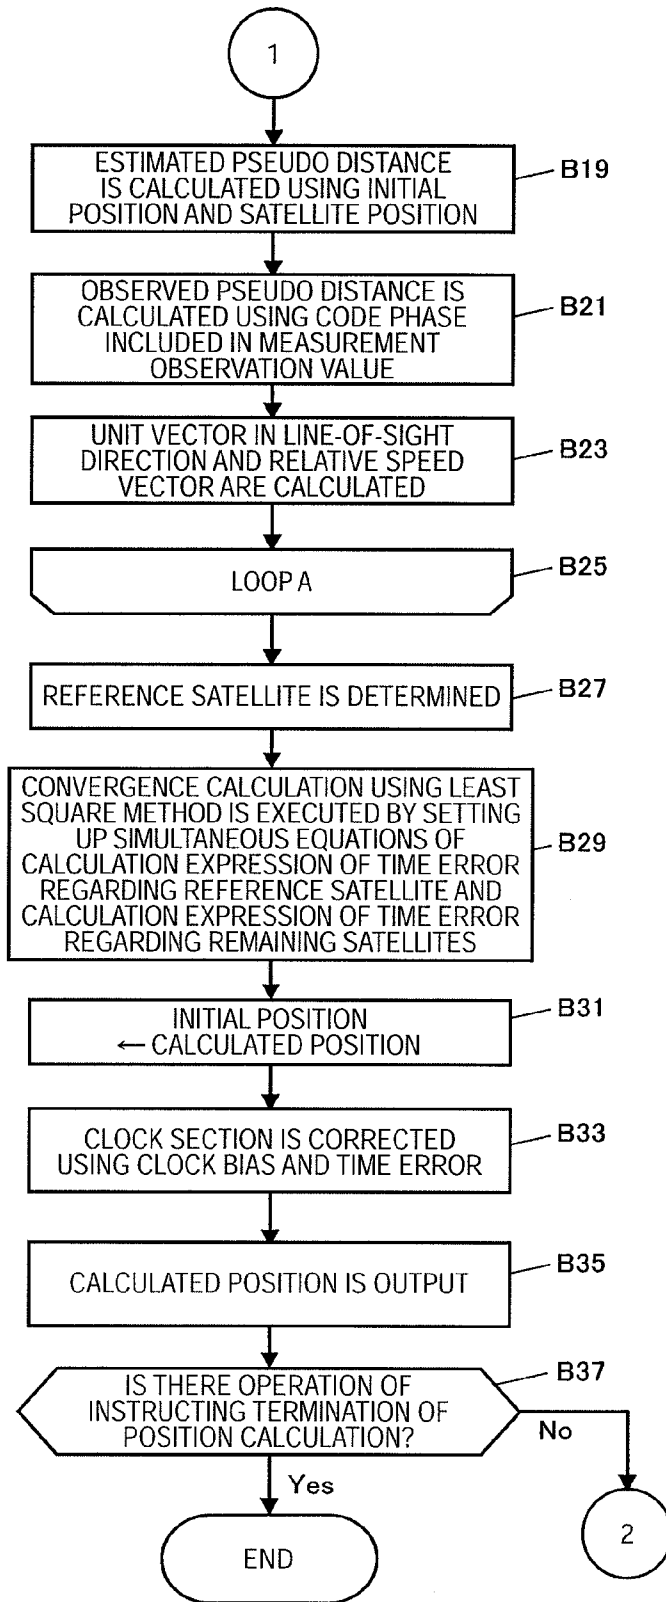 1
ESTIMATED PSEUDO DISTANCE
IS CALCULATED USING INITIAL
POSITION AND SATELLITE POSITION
B19
OBSERVED PSEUDO DISTANCE IS
CALCULATED USING CODE PHASE
INCLUDED IN MEASUREMENT
OBSERVATION VALUE
B21
UNIT VECTOR IN LINE-OF-SIGHT
DIRECTION AND RELATIVE SPEED
VECTOR ARE CALCULATED
B23
LOOP A
B25
REFERENCE SATELLITE IS DETERMINED
B27
CONVERGENCE CALCULATION USING LEAST
SQUARE METHOD IS EXECUTED BY SETTING
UP SIMULTANEOUS EQUATIONS OF
CALCULATION EXPRESSION OF TIME ERROR
REGARDING REFERENCE SATELLITE AND
CALCULATION EXPRESSION OF TIME ERROR
REGARDING REMAINING SATELLITES
B29
INITIAL POSITION
← CALCULATED POSITION
B31
CLOCK SECTION IS CORRECTED
USING CLOCK BIAS AND TIME ERROR
B33
CALCULATED POSITION IS OUTPUT
B35
IS THERE OPERATION OF
INSTRUCTING TERMINATION OF
POSITION CALCULATION?
B37
No
Yes
END
2